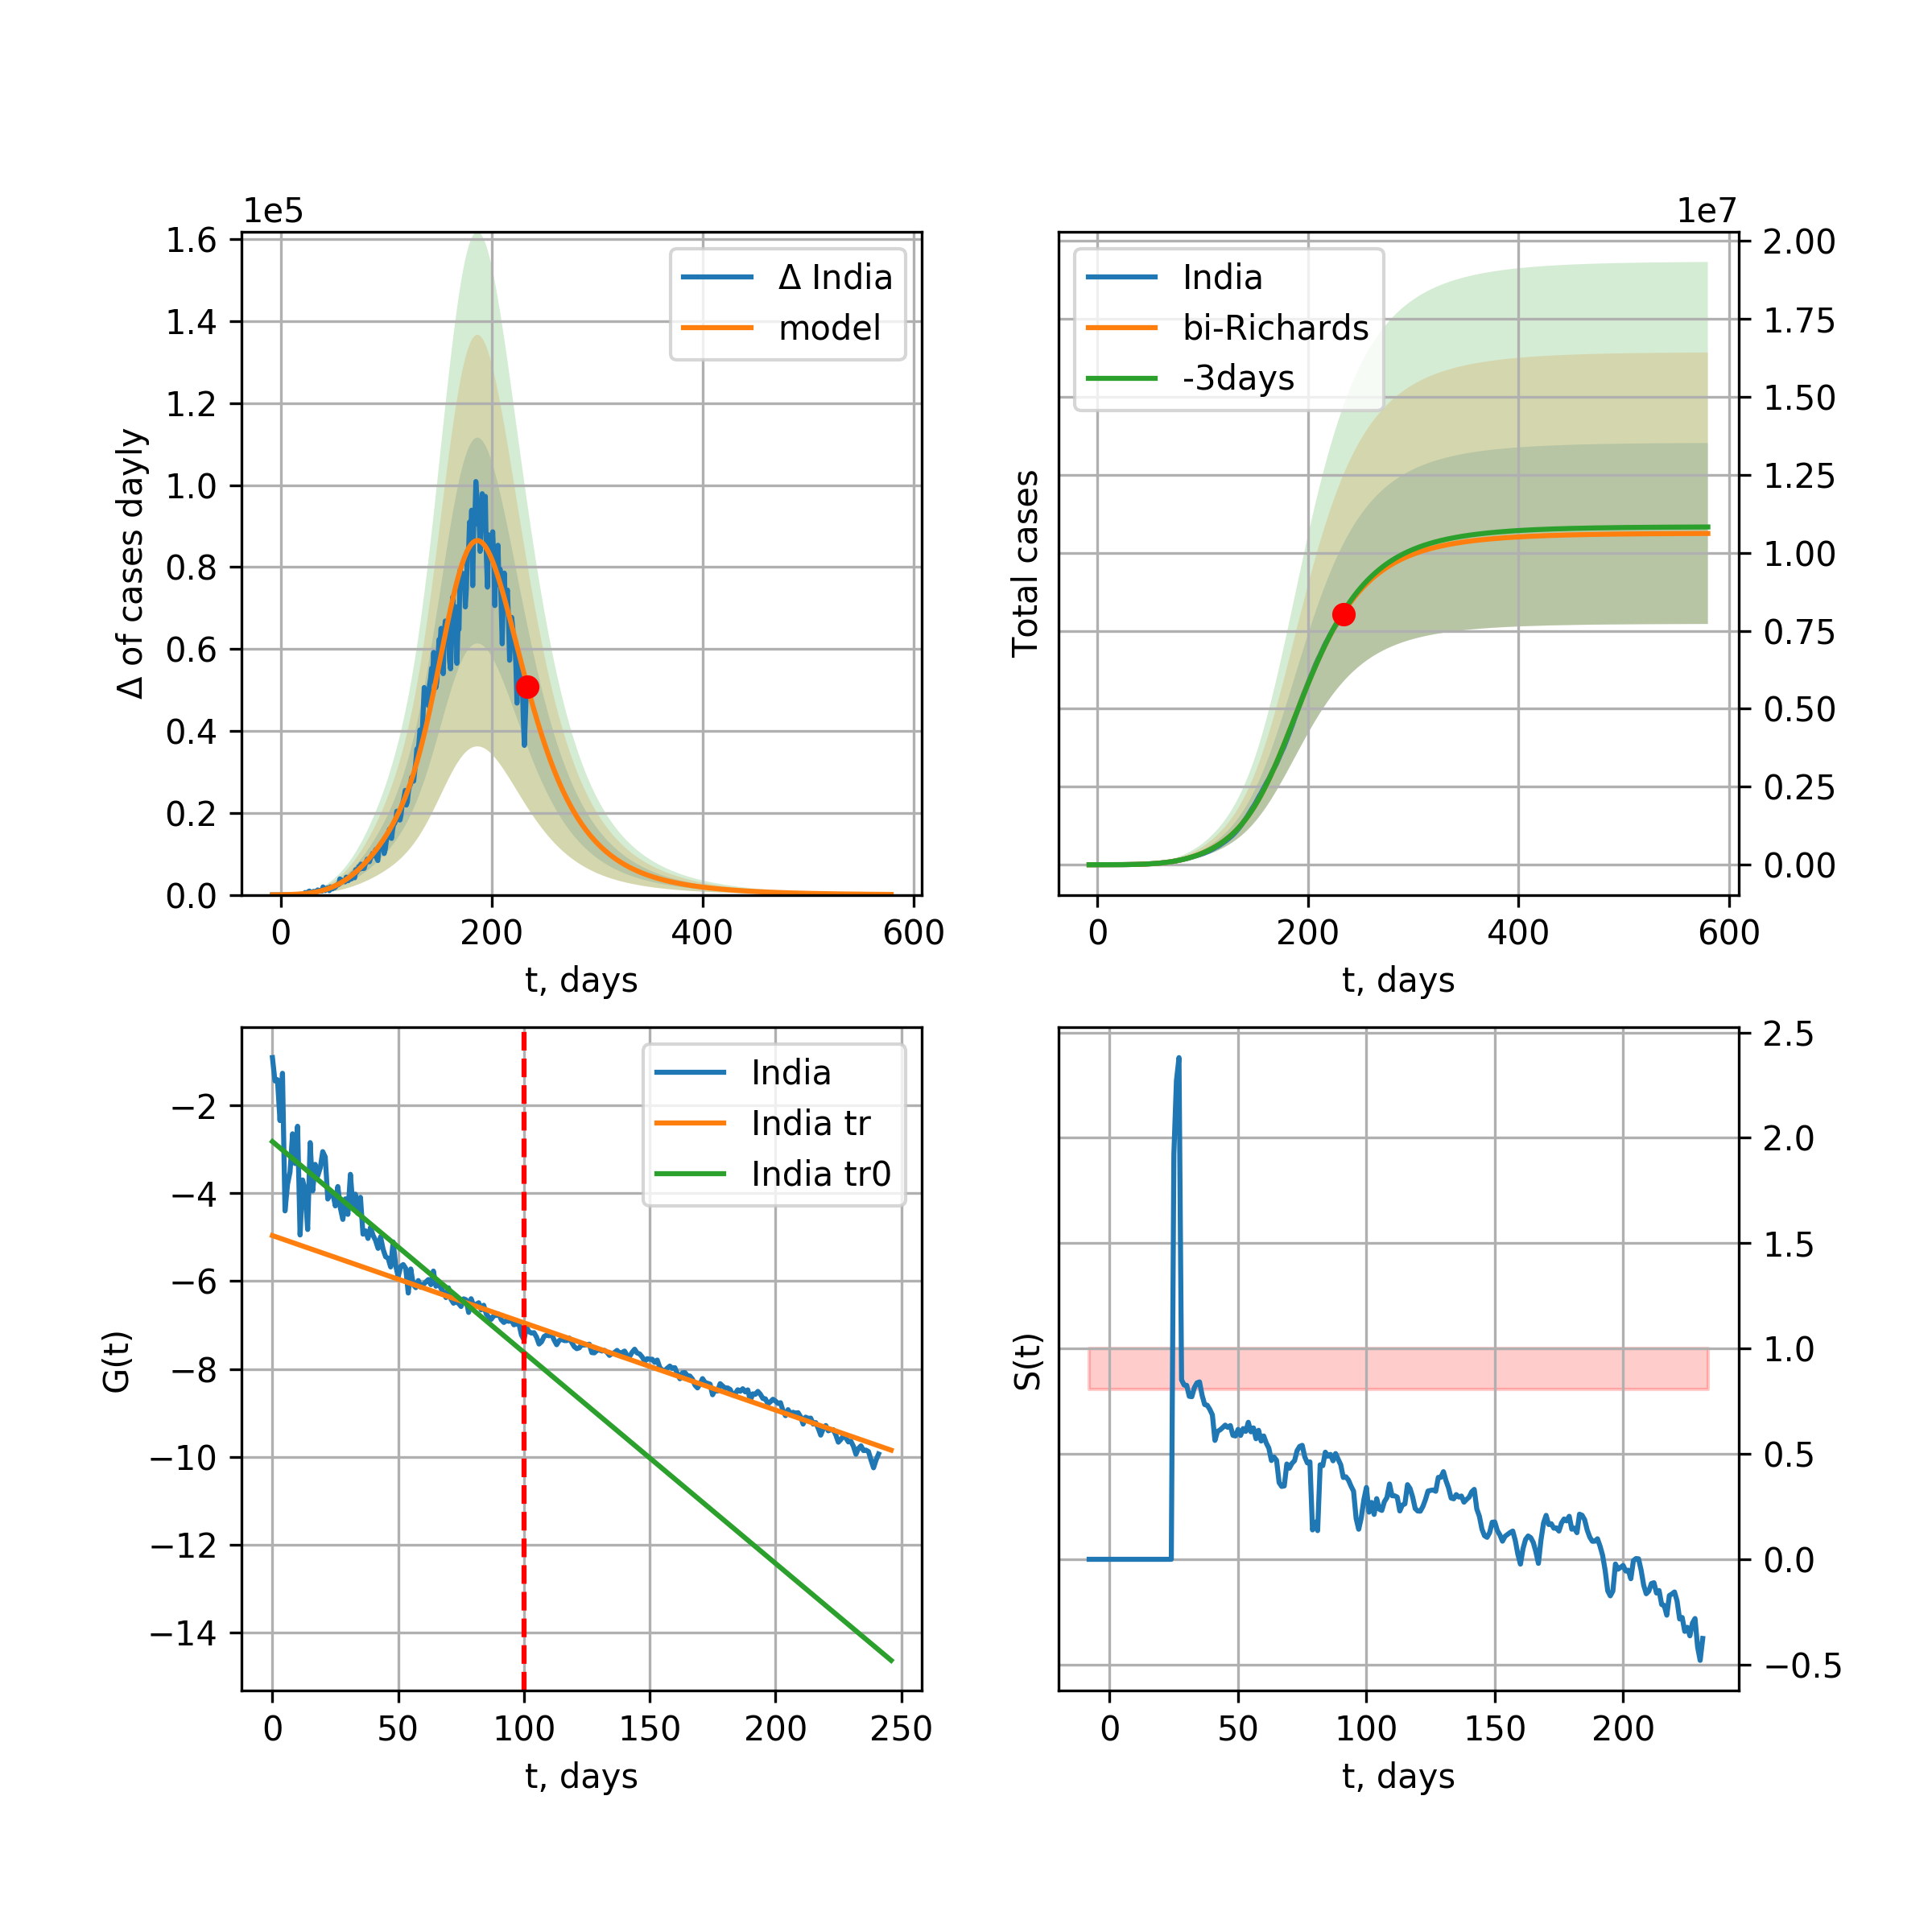 1e5
1.6
1.4
1.2
1.0
0.8
0.6
0.4
0.2
0.0
Δ of cases dayly
Δ India
model
0 200 400 600
t, days
1e7
India
bi-Richards
-3days
Total cases
2.00
1.75
1.50
1.25
1.00
0.75
0.50
0.25
0.00
0 200 400 600
t, days
India
India tr
India tr0
G(t)
−2
−4
−6
−8
−10
−12
−14
0 50 100 150 200 250
t, days
S(t)
2.5
2.0
1.5
1.0
0.5
0.0
−0.5
0 50 100 150 200
t, days